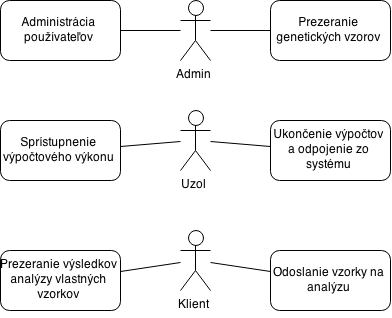 Administrácia
používateľov
Prezeranie
genetických vzorov
Admin
Spristupnenie
výpočtového výkonu
Ukončenie výpočtov
a odpojenie zo
systému
Uzol
Prezeranie výsledkov
analýzy vlastných
vzorkov
Odoslanie vzorky na
analýzu
Klient